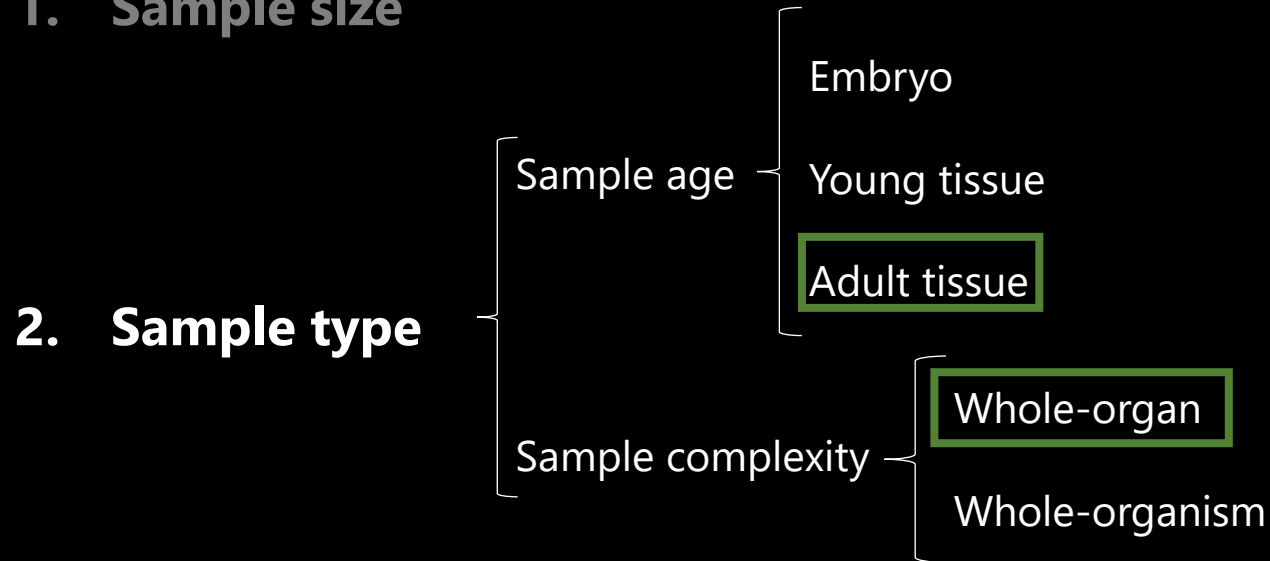 1. Sample size
Embryo
Sample age
Young tissue
Adult tissue
2. Sample type
Whole-organ
Sample complexity
Whole-organism